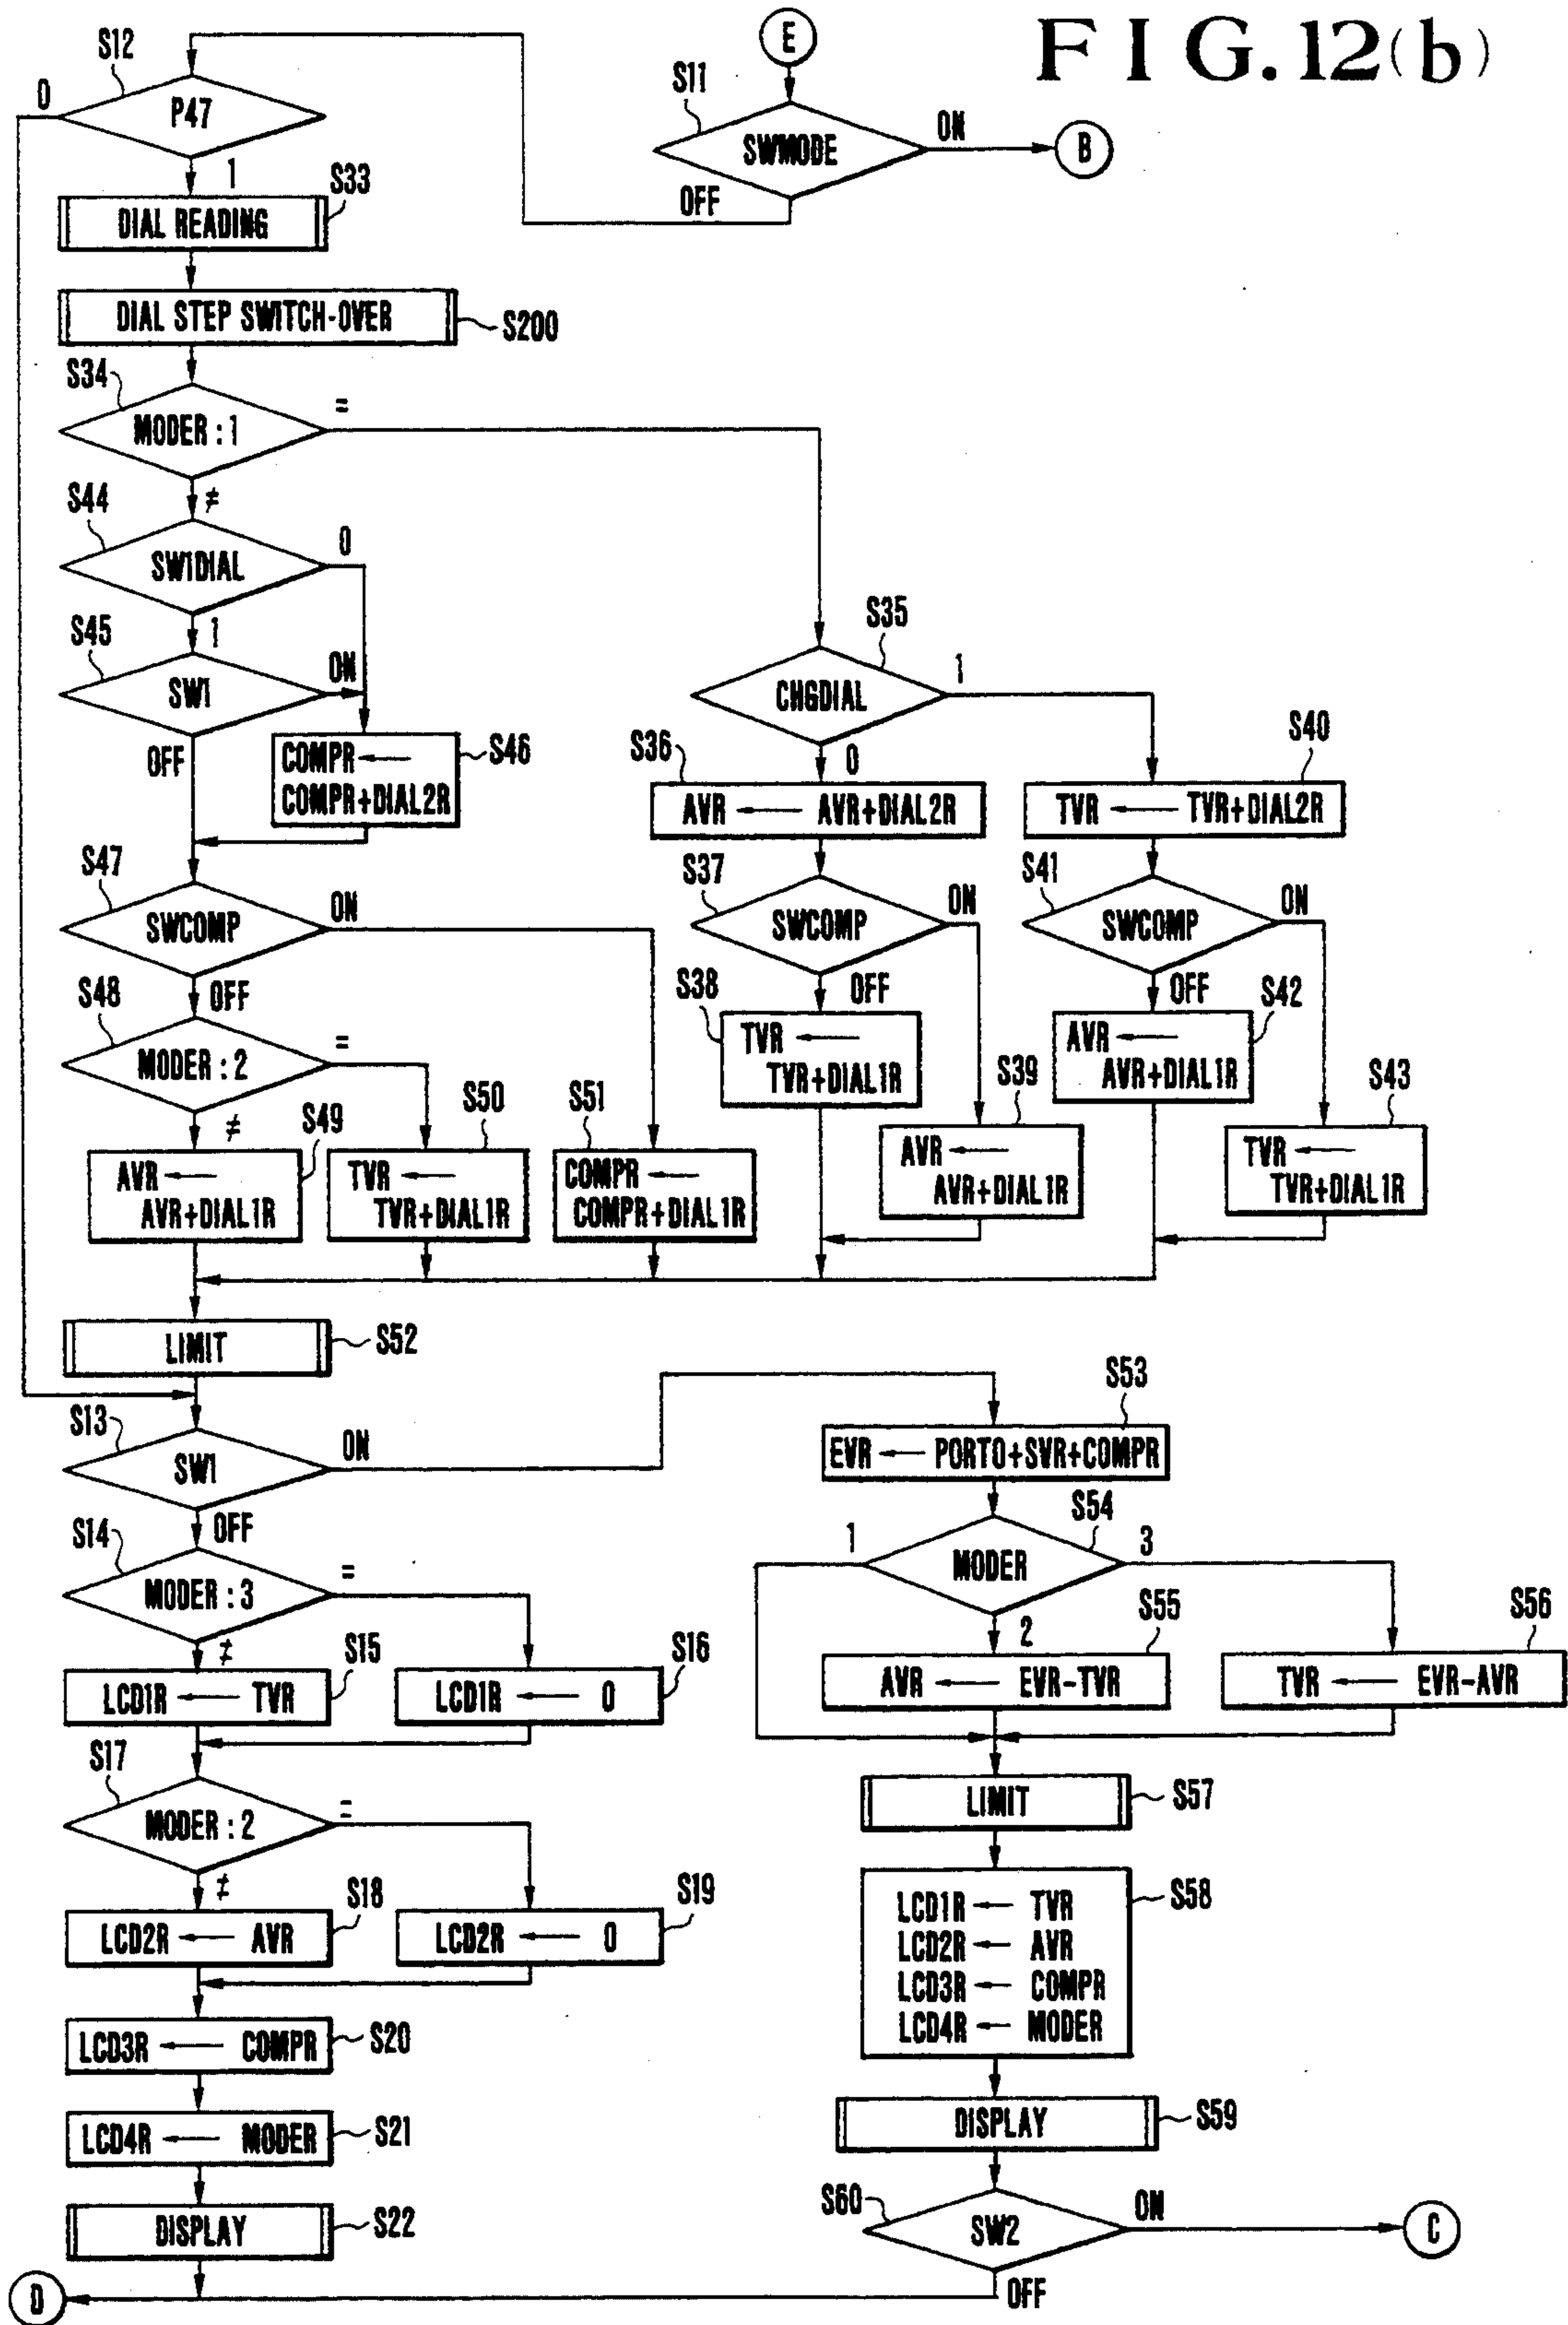 FIG.12(b)
E
S11
SWMODE
ON
B
OFF
S12
0
P47
1
S33
DIAL READING
DIAL STEP SWITCH-OVER
S200
S34
MODER : 1
=
≠
S44
SW1DIAL
0
1
S45
SW1
ON
OFF
COMPR ←
COMPR+DIAL2R
S46
S47
SWCOMP
ON
OFF
S48
MODER : 2
=
≠
S49
AVR ←
AVR+DIAL1R
S50
TVR ←
TVR+DIAL1R
S51
COMPR ←
COMPR+DIAL1R
S35
CHGDIAL
1
0
S36
AVR ← AVR+DIAL2R
S37
SWCOMP
ON
OFF
S38
TVR ←
TVR+DIAL1R
S39
AVR ←
AVR+DIAL1R
S40
TVR ← TVR+DIAL2R
S41
SWCOMP
ON
OFF
S42
AVR ←
AVR+DIAL1R
S43
TVR ←
TVR+DIAL1R
LIMIT
S52
S13
SW1
ON
OFF
S14
MODER : 3
=
≠
S15
LCD1R ← TVR
S16
LCD1R ← 0
S17
MODER : 2
=
≠
S18
LCD2R ← AVR
S19
LCD2R ← 0
LCD3R ← COMPR
S20
LCD4R ← MODER
S21
DISPLAY
S22
D
S53
EVR ← PORT0+SVR+COMPR
S54
1
MODER
3
2
S55
AVR ← EVR-TVR
S56
TVR ← EVR-AVR
LIMIT
S57
LCD1R ← TVR
LCD2R ← AVR
LCD3R ← COMPR
LCD4R ← MODER
S58
DISPLAY
S59
S60
SW2
ON
C
OFF